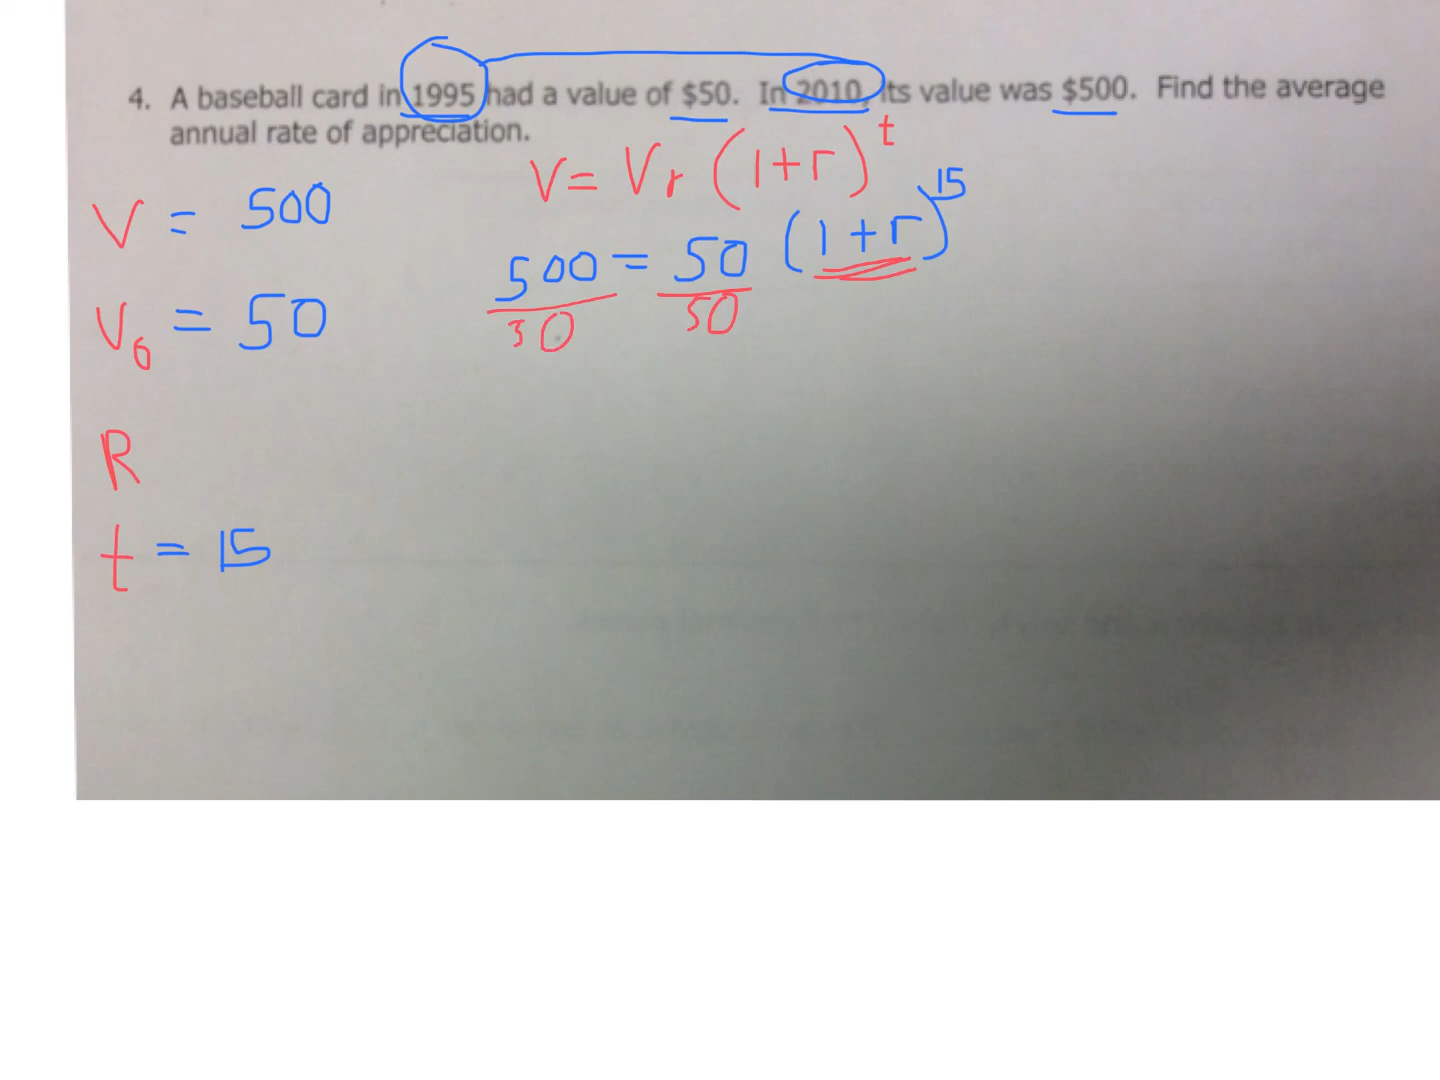 4. A baseball card in 1995 had a value of $50. In 2010, its value was $500. Find the average
annual rate of appreciation.
V = Vr (1+r)^t
V = 500
500 = 50 (1+r)^15
30 50
V6 = 50
R
t = 15